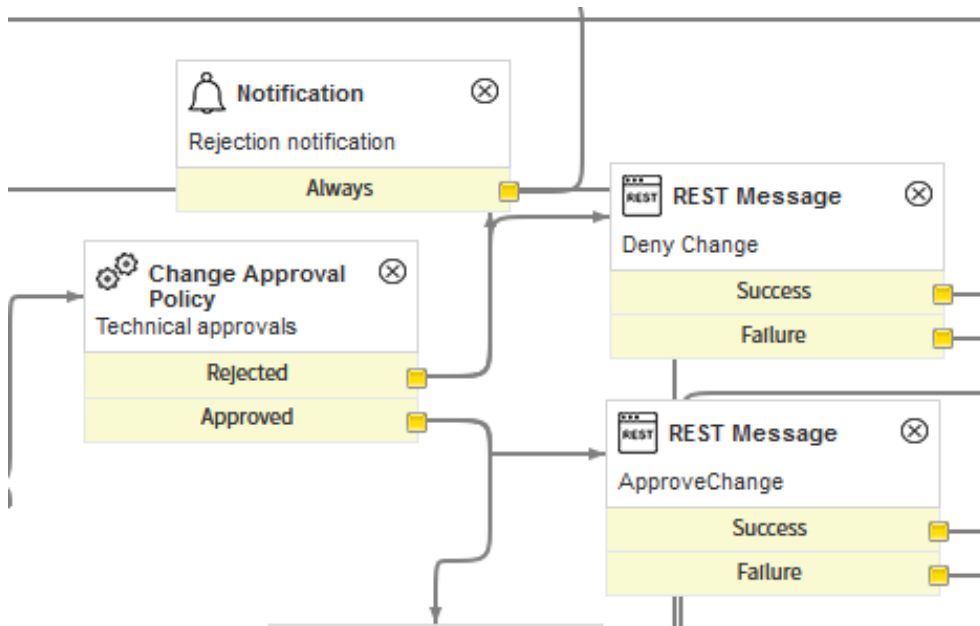 Notification
Rejection notification
Always
REST
REST Message
Deny Change
Success
Failure
Change Approval
Policy
Technical approvals
Rejected
Approved
REST
REST Message
ApproveChange
Success
Failure